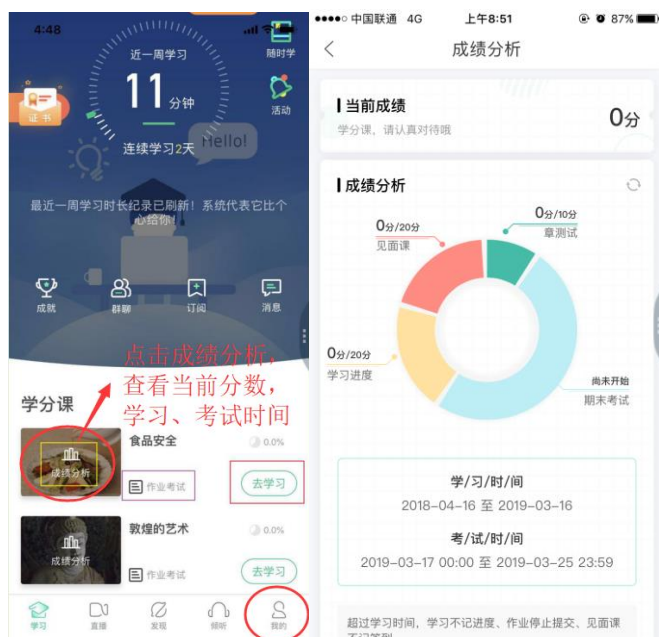 4:48
近一周学习
11分钟
连续学习2天
随时学
活动
证书
Hello!
最近一周学习时长纪录已刷新！系统代表它比个
心给你！
成就
群聊
订阅
消息
点击成绩分析，
查看当前分数，
学习、考试时间
学分课
食品安全
0.0%
成绩分析
作业考试
去学习
敦煌的艺术
0.0%
成绩分析
作业考试
去学习
学习
直播
发现
倾听
我的
中国联通 4G
上午8:51
87%
成绩分析
当前成绩
学分课，请认真对待哦
0分
成绩分析
0分/20分
见面课
0分/10分
章测试
0分/20分
学习进度
尚未开始
期末考试
学/习/时/间
2018-04-16 至 2019-03-16
考/试/时/间
2019-03-17 00:00 至 2019-03-25 23:59
超过学习时间，学习不记进度、作业停止提交、见面课
不记签到